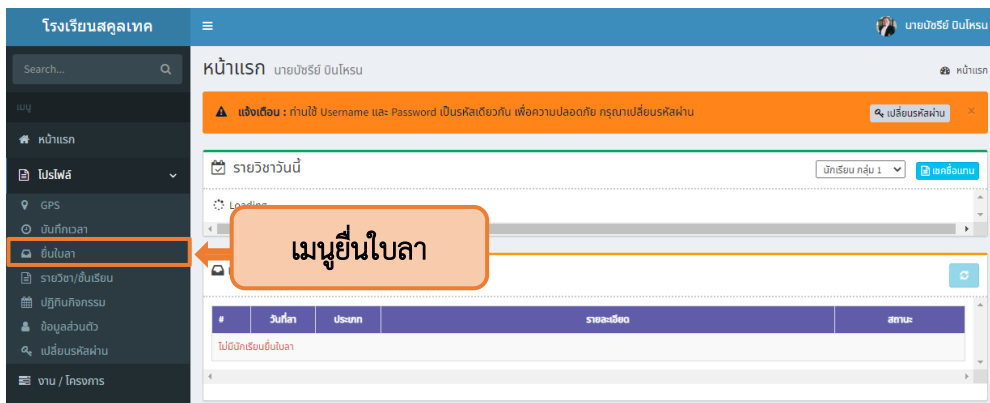 โรงเรียนสคูลเทค
นายบัซรีย์ บินโหรน
Search...
หน้าแรก นายบัซรีย์ บินโหรน
หน้าแรก
เมนู
แจ้งเตือน : ท่านใช้ Username และ Password เป็นรหัสเดียวกัน เพื่อความปลอดภัย กรุณาเปลี่ยนรหัสผ่าน
เปลี่ยนรหัสผ่าน
×
หน้าแรก
โปรไฟล์
รายวิชาวันนี้
นักเรียน กลุ่ม 1
เชคชื่อแทน
GPS
Loading
บันทึกเวลา
ยื่นใบลา
เมนูยื่นใบลา
รายวิชา/ชั้นเรียน
ปฏิทินกิจกรรม
ข้อมูลส่วนตัว
# วันที่ลา ประเภท รายละเอียด สถานะ
เปลี่ยนรหัสผ่าน
ไม่มีนักเรียนยื่นใบลา
งาน / โครงการ